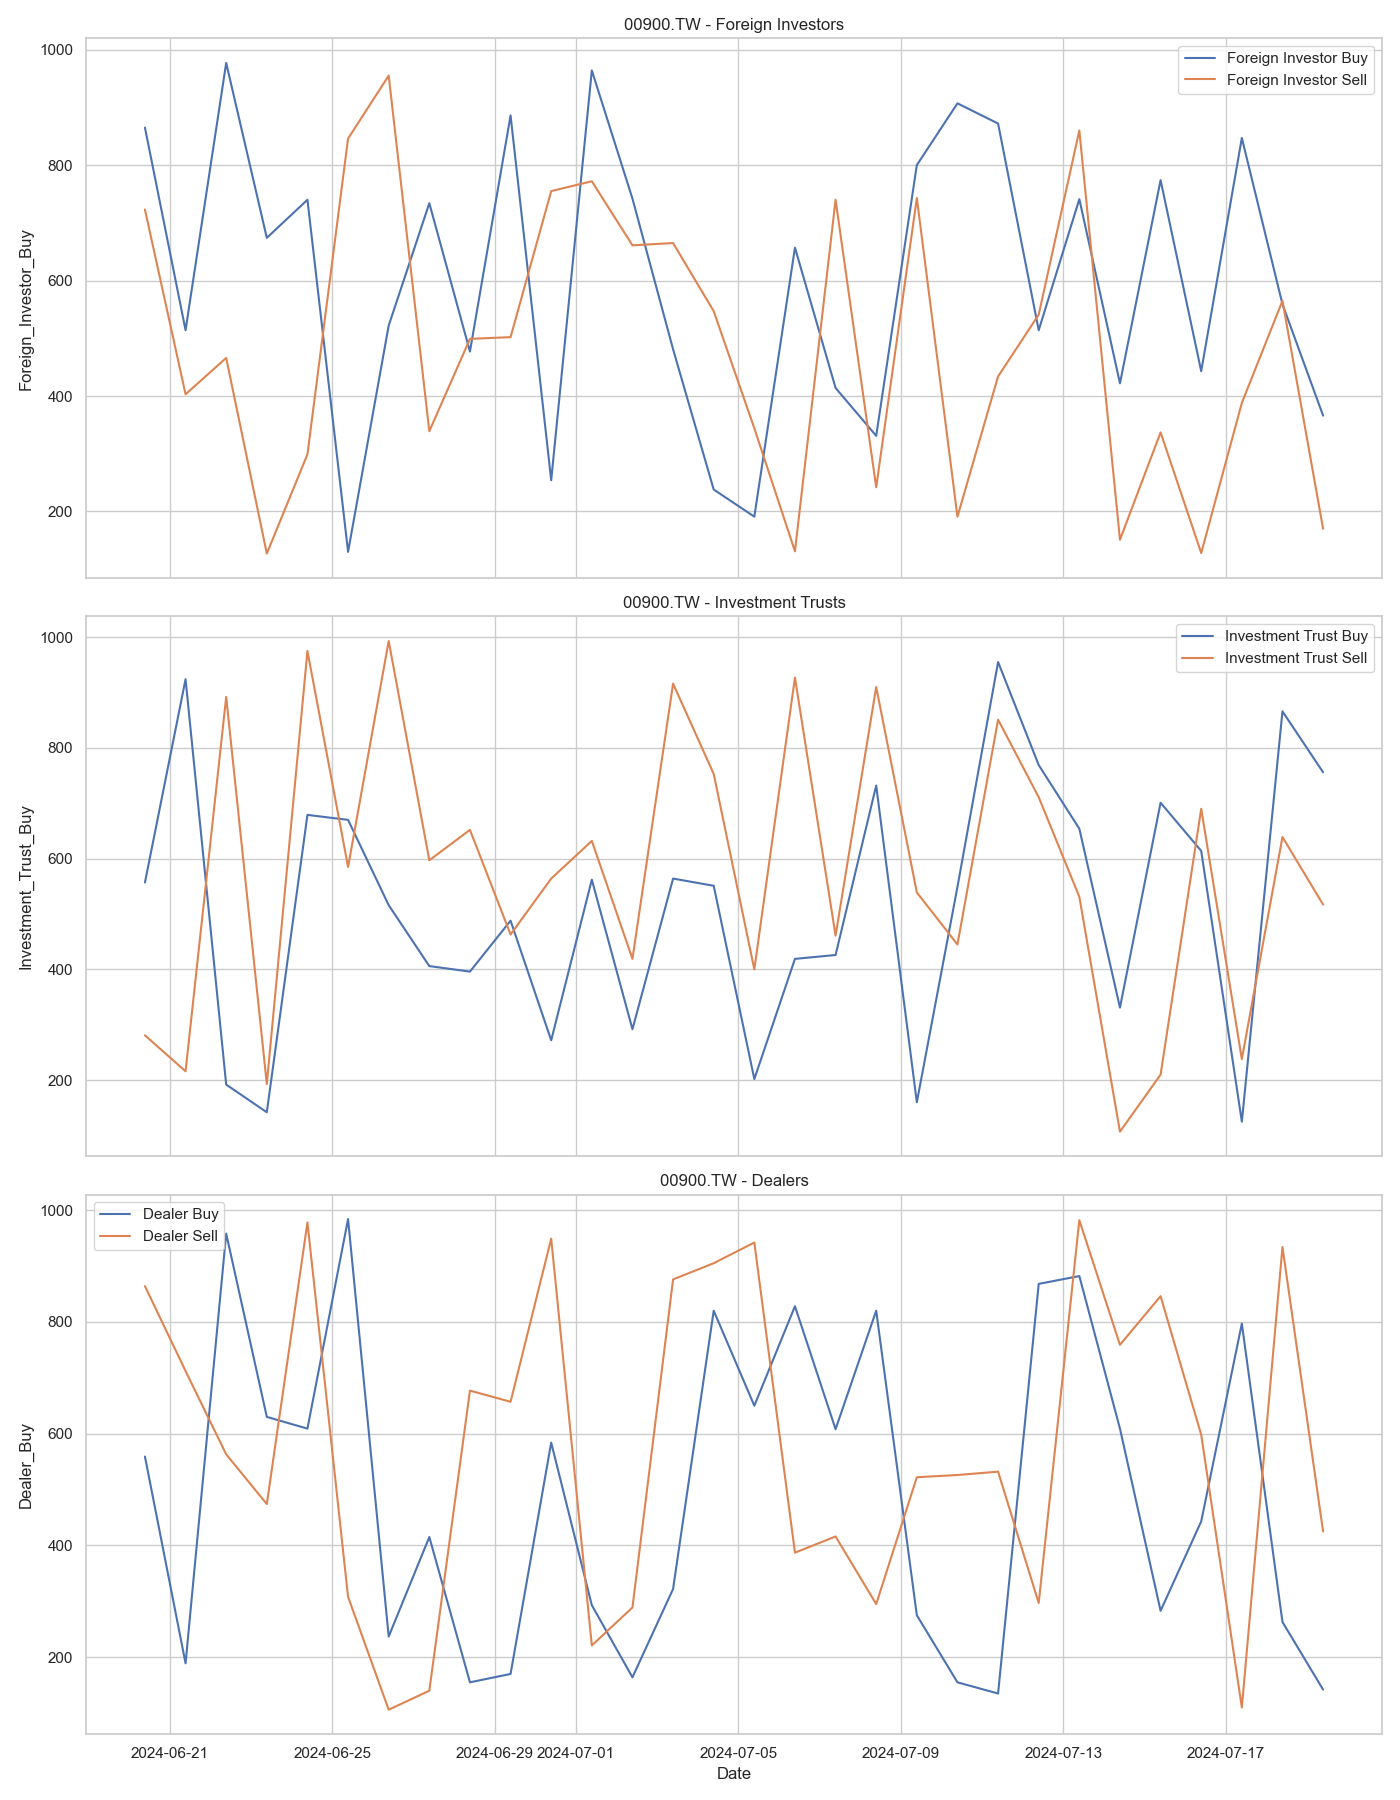 00900.TW - Foreign Investors
Foreign_Investor_Buy
1000
800
600
400
200
Foreign Investor Buy
Foreign Investor Sell
00900.TW - Investment Trusts
Investment_Trust_Buy
1000
800
600
400
200
Investment Trust Buy
Investment Trust Sell
00900.TW - Dealers
Dealer_Buy
1000
800
600
400
200
Dealer Buy
Dealer Sell
2024-06-21 2024-06-25 2024-06-29 2024-07-01 2024-07-05 2024-07-09 2024-07-13 2024-07-17
Date